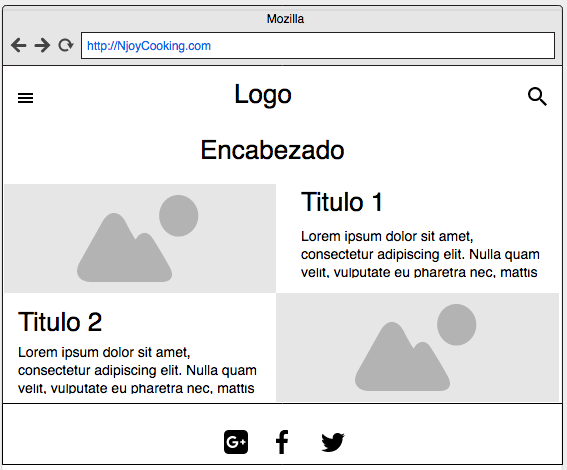 Mozilla
http://NjoyCooking.com
Logo
Encabezado
Titulo 1
Lorem ipsum dolor sit amet,
consectetur adipiscing elit. Nulla quam
velit, vulputate eu pharetra nec, mattis
Titulo 2
Lorem ipsum dolor sit amet,
consectetur adipiscing elit. Nulla quam
velit, vulputate eu pharetra nec, mattis
G+